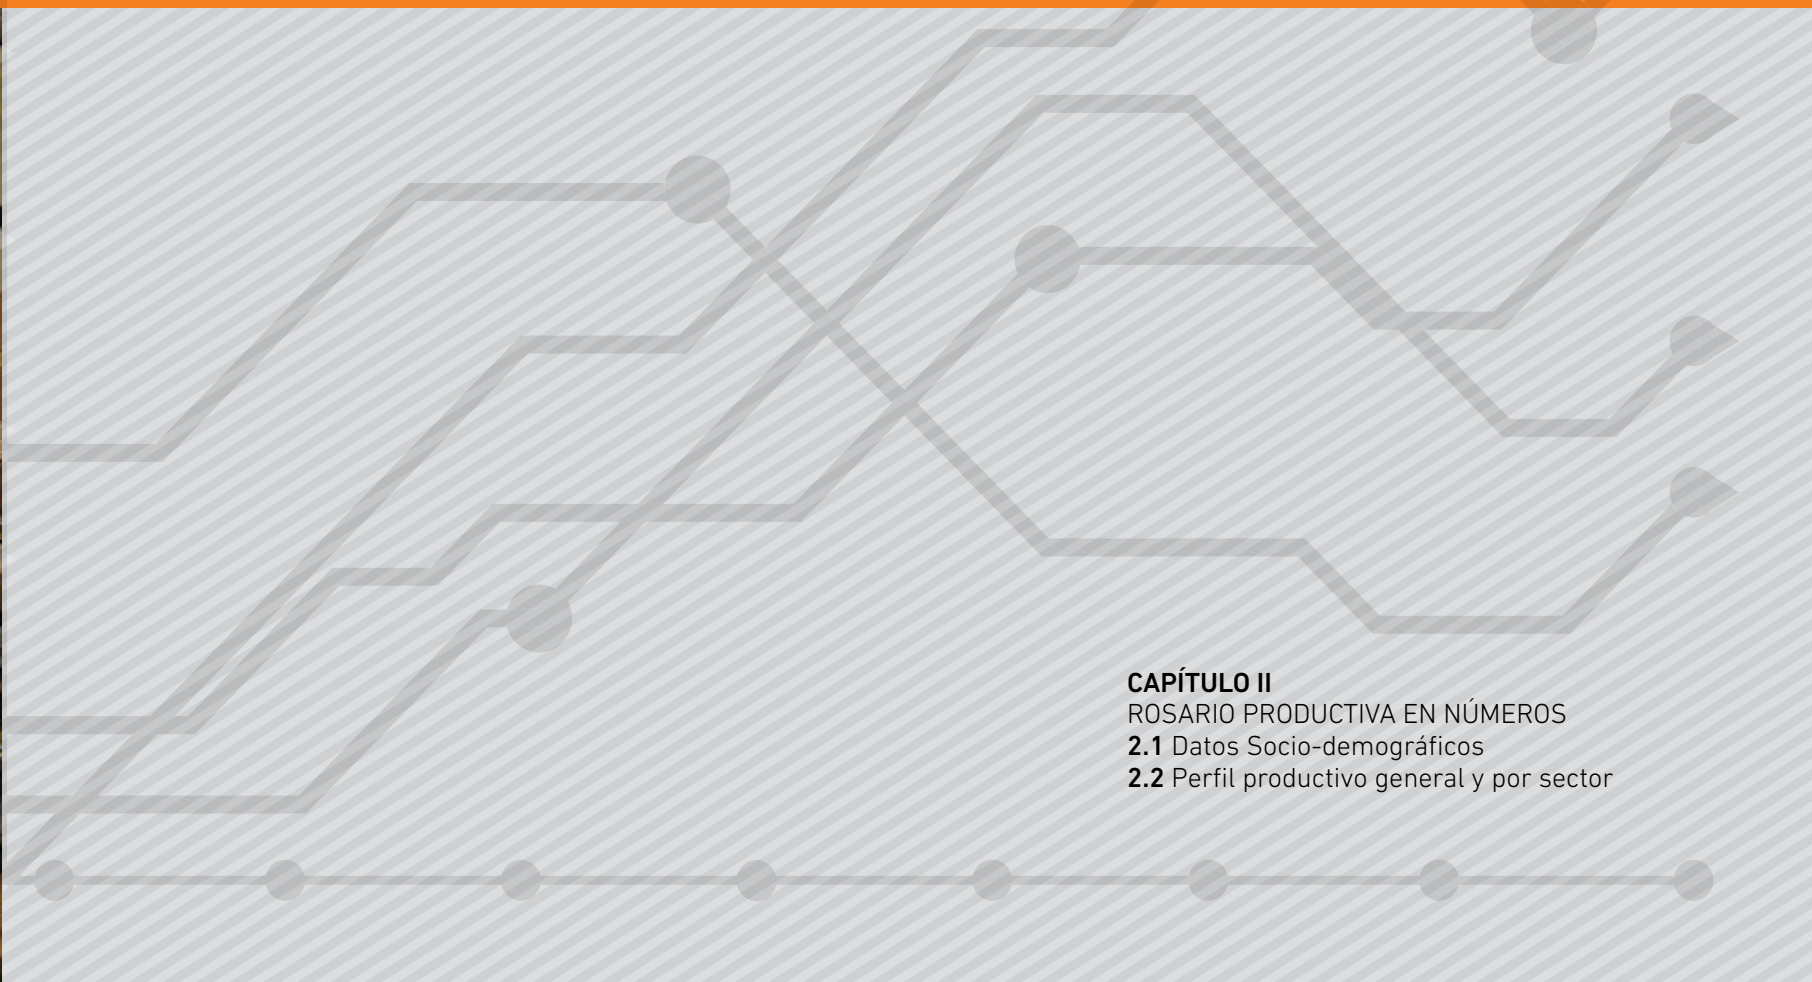 CAPÍTULO II
ROSARIO PRODUCTIVA EN NÚMEROS
2.1 Datos Socio-demográficos
2.2 Perfil productivo general y por sector